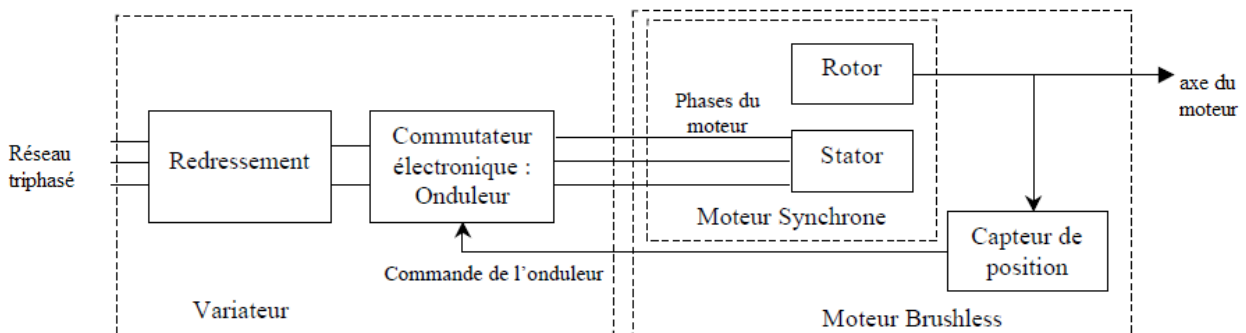 Réseau
triphasé
Redressement
Commutateur
électronique :
Onduleur
Phases du
moteur
Rotor
Stator
Moteur Synchrone
axe du
moteur
Capteur de
position
Commande de l’onduleur
Variateur
Moteur Brushless